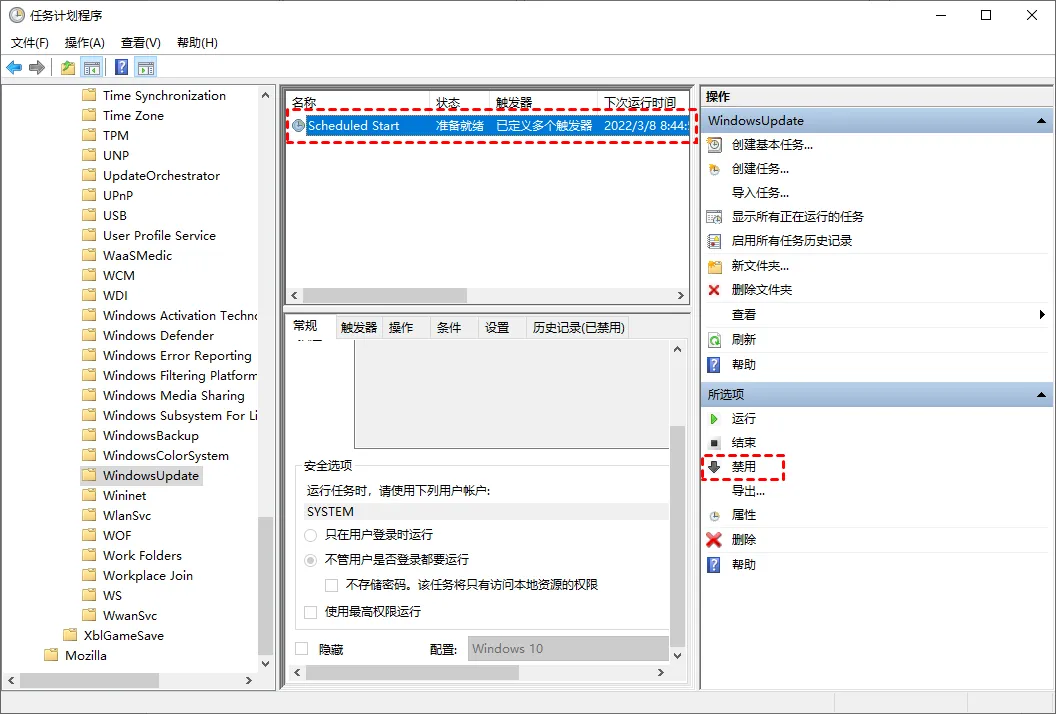 任务计划程序
文件(F) 操作(A) 查看(V) 帮助(H)
Time Synchronization
Time Zone
TPM
UNP
UpdateOrchestrator
UPnP
USB
User Profile Service
WaaSMedic
WCM
WDI
Windows Activation Techno
Windows Defender
Windows Error Reporting
Windows Filtering Platform
Windows Media Sharing
Windows Subsystem For Li
WindowsBackup
WindowsColorSystem
WindowsUpdate
Wininet
WlanSvc
WOF
Work Folders
Workplace Join
WS
WwanSvc
XblGameSave
Mozilla
名称 状态 触发器 下次运行时间
Scheduled Start 准备就绪 已定义多个触发器 2022/3/8 8:44:
常规 触发器 操作 条件 设置 历史记录(已禁用)
安全选项
运行任务时，请使用下列用户帐户:
SYSTEM
只在用户登录时运行
不管用户是否登录都要运行
不存储密码。该任务将只有访问本地资源的权限
使用最高权限运行
隐藏 配置: Windows 10
操作
WindowsUpdate
创建基本任务...
创建任务...
导入任务...
显示所有正在运行的任务
启用所有任务历史记录
新文件夹...
删除文件夹
查看
刷新
帮助
所选项
运行
结束
禁用
导出...
属性
删除
帮助